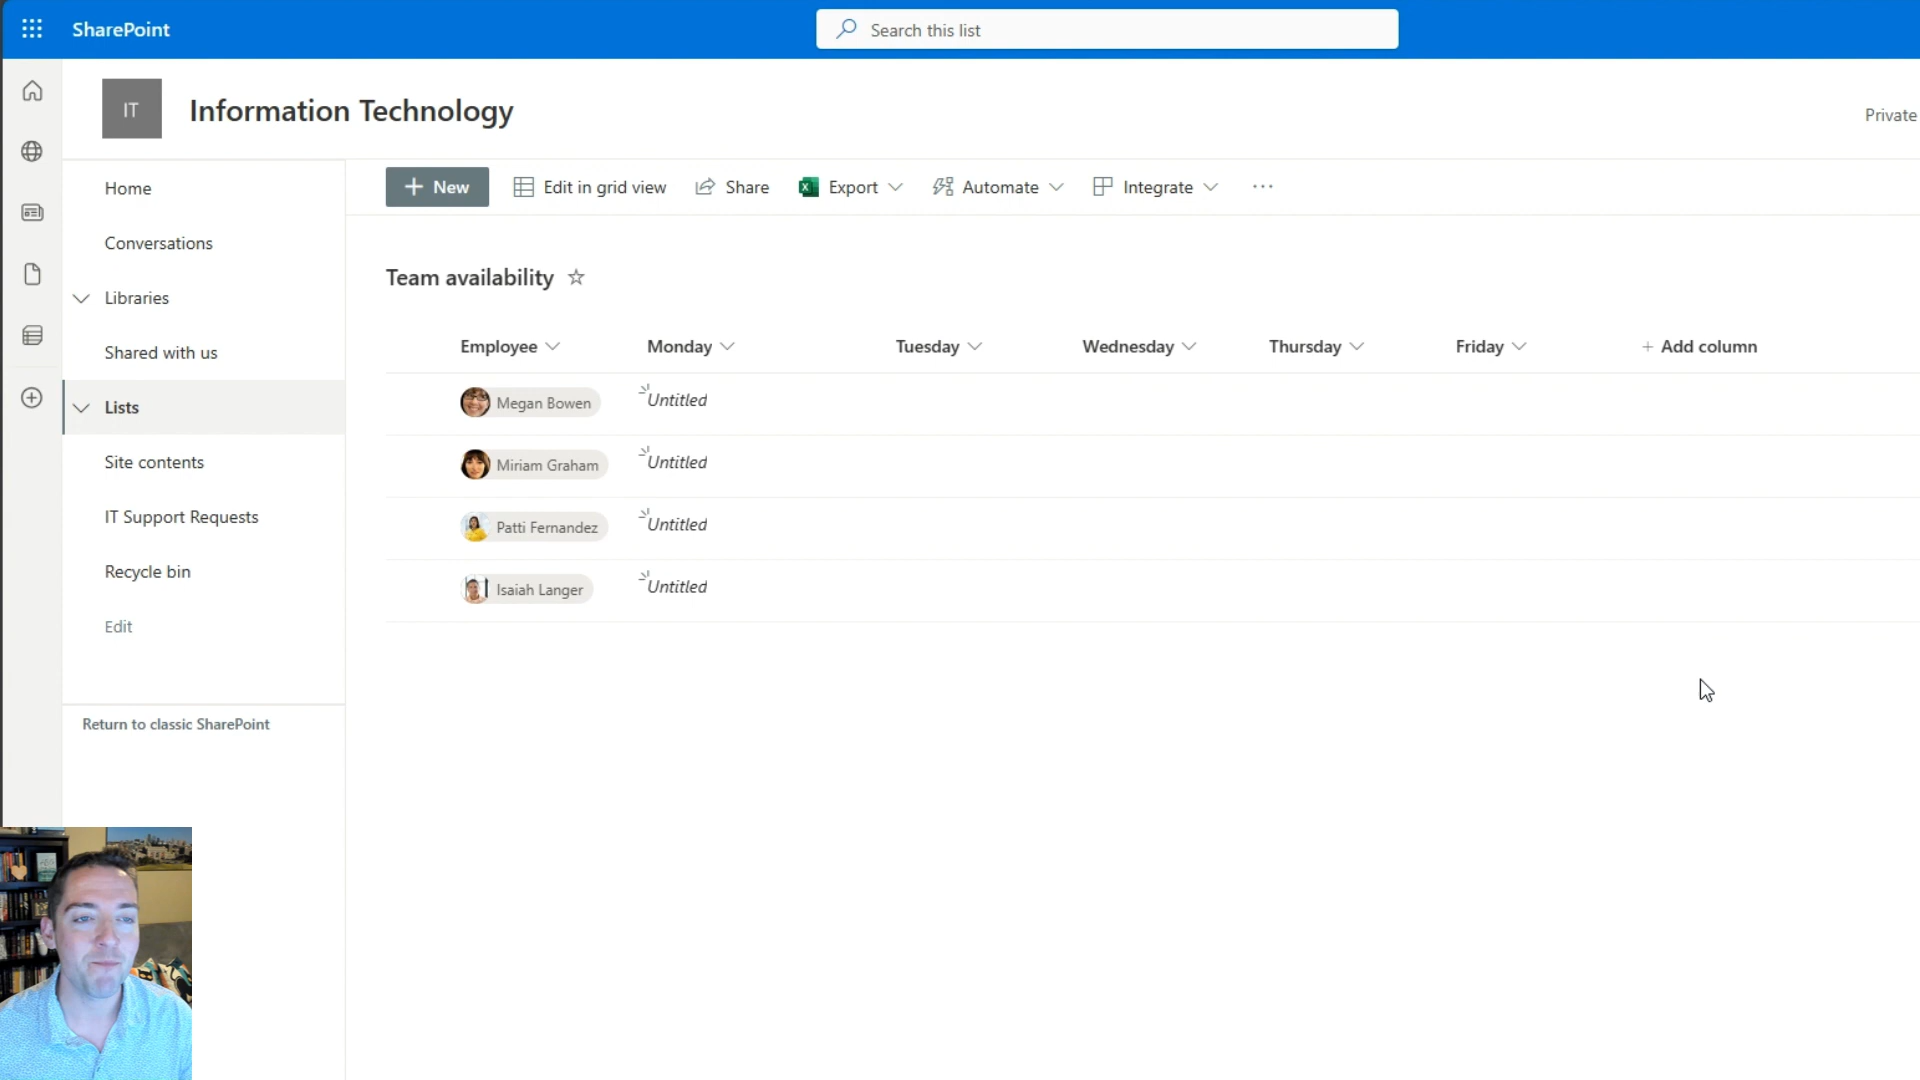 SharePoint
Search this list
IT
Information Technology
Private
Home
Conversations
Libraries
Shared with us
Lists
Site contents
IT Support Requests
Recycle bin
Edit
Return to classic SharePoint
New
Edit in grid view
Share
Export
Automate
Integrate
Team availability
Employee
Monday
Tuesday
Wednesday
Thursday
Friday
+ Add column
Megan Bowen
Untitled
Miriam Graham
Untitled
Patti Fernandez
Untitled
Isaiah Langer
Untitled